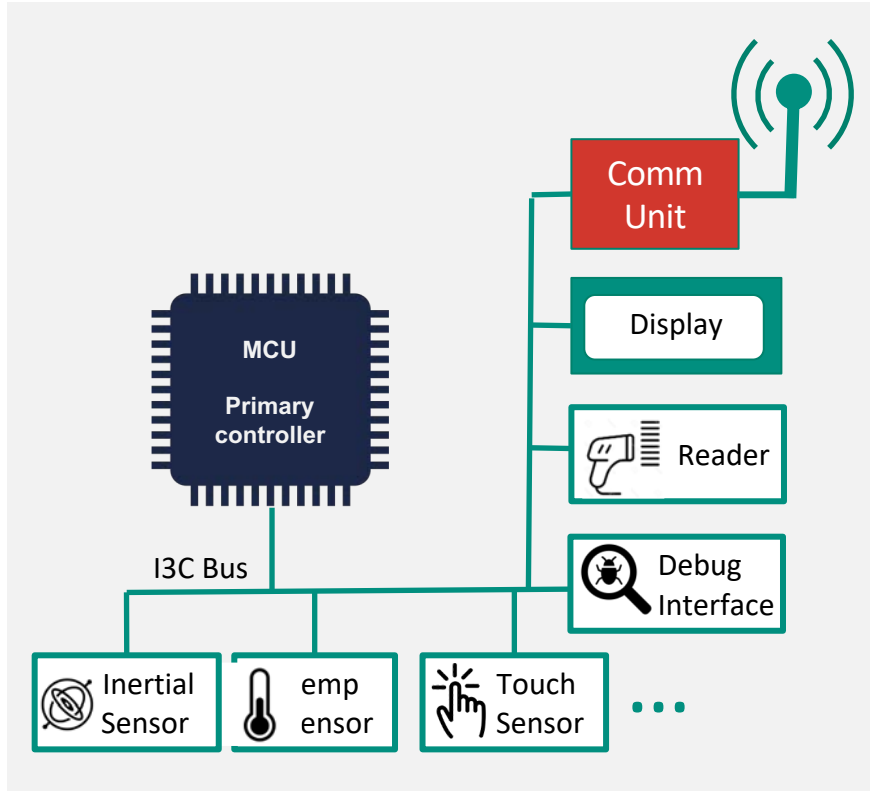 Comm
Unit
Display
MCU
Primary
controller
Reader
I3C Bus
Debug
Interface
Inertial
Sensor
emp
ensor
Touch
Sensor
...